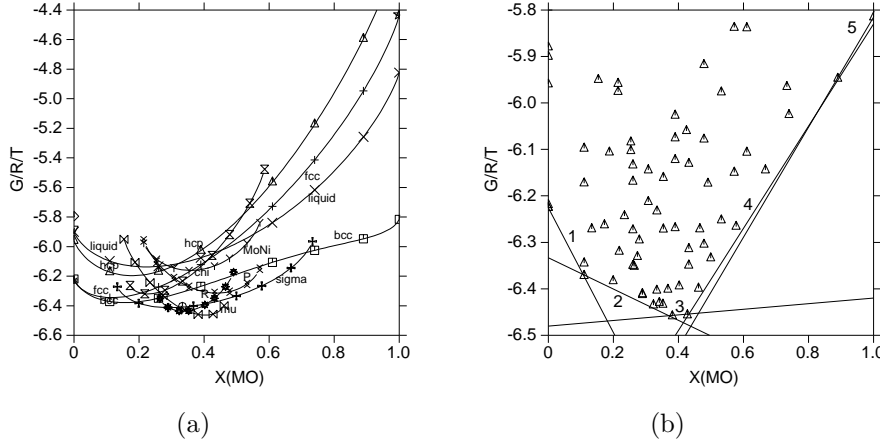 -4.4
-4.6
-4.8
-5.0
-5.2
-5.4
-5.6
-5.8
-6.0
-6.2
-6.4
-6.6
G/R/T
0
0.2
0.4
0.6
0.8
1.0
X(MO)
fcc
liquid
bcc
liquid
hcp
hcp
MoNi
chi
fcc
R
P
sigma
mu
(a)
-5.8
-5.9
-6.0
-6.1
-6.2
-6.3
-6.4
-6.5
G/R/T
0
0.2
0.4
0.6
0.8
1.0
X(MO)
1
2
3
4
5
(b)